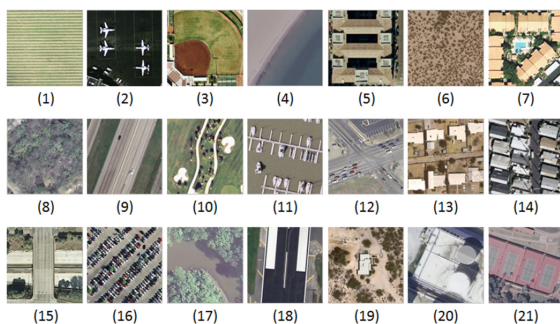 (1) (2) (3) (4) (5) (6) (7)
(8) (9) (10) (11) (12) (13) (14)
(15) (16) (17) (18) (19) (20) (21)